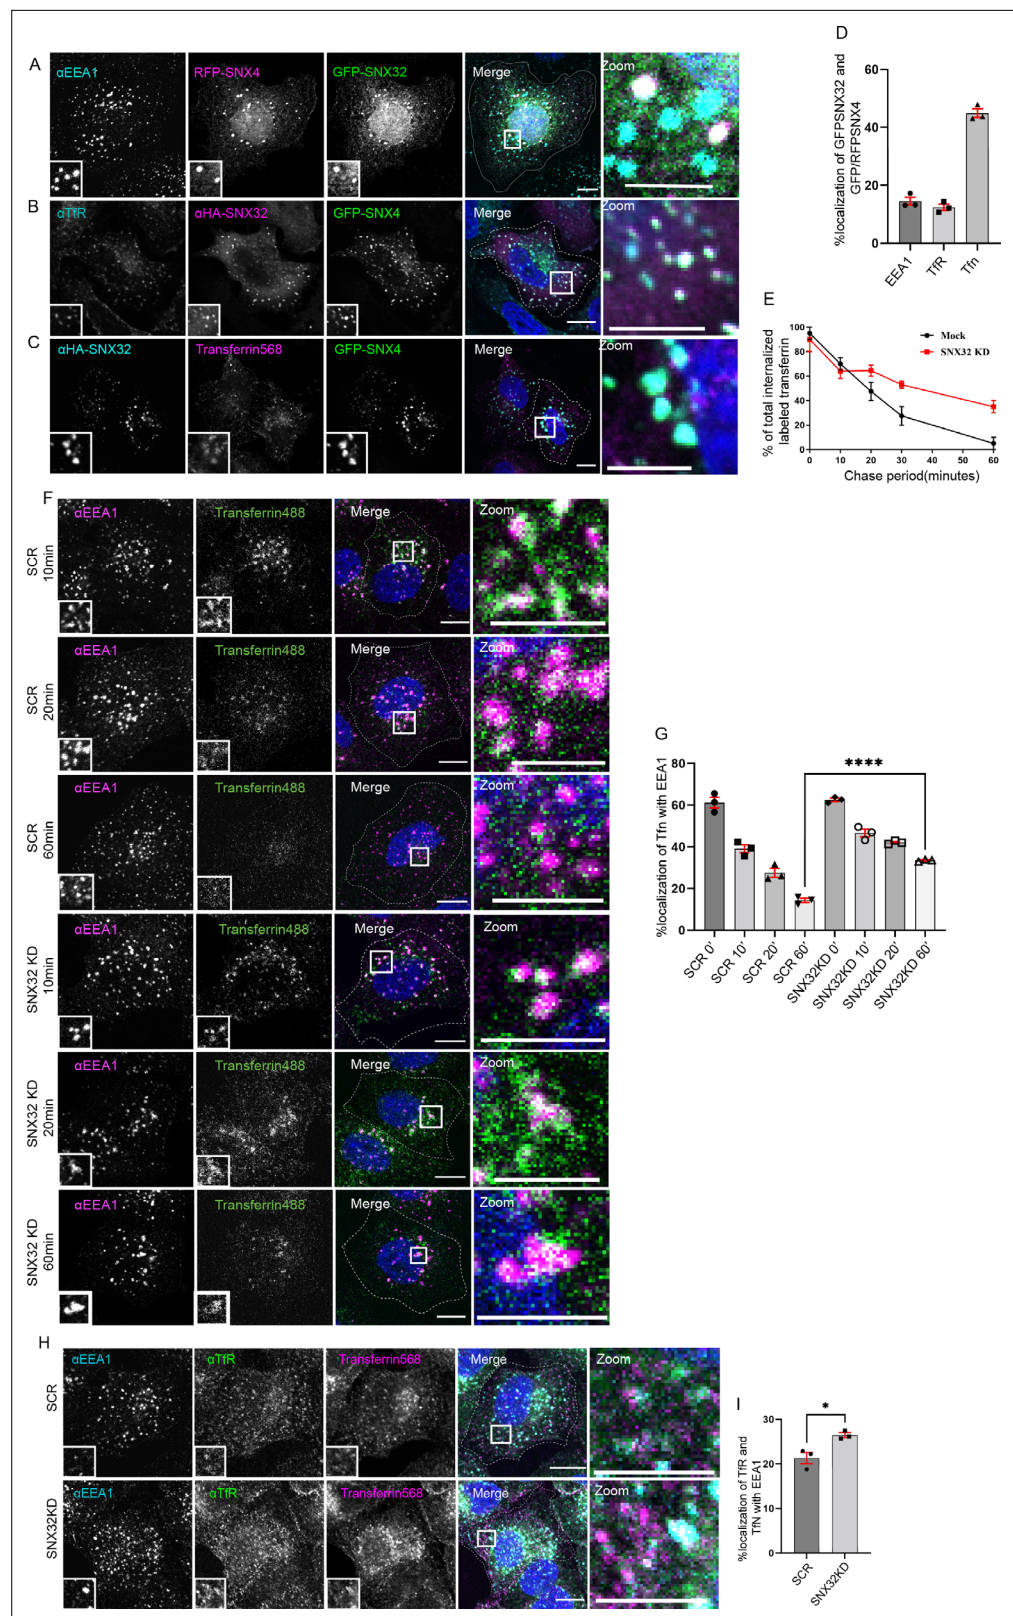 A
αEEA1
RFP-SNX4
GFP-SNX32
Merge
Zoom
B
αTfR
αHA-SNX32
GFP-SNX4
Merge
Zoom
C
αHA-SNX32
Transferrin568
GFP-SNX4
Merge
Zoom
D
%localization of GFPSNX32 and
GFP/RFPSNX4
60
40
20
0
EEA1
TfR
Tfn
E
% of total internalized
labeled transferrin
100
80
60
40
20
0
Mock
SNX32 KD
0 10 20 30 40 50 60
Chase period(minutes)
F
SCR
10min
αEEA1
Transferrin488
Merge
Zoom
SCR
20min
αEEA1
Transferrin488
Merge
Zoom
SCR
60min
αEEA1
Transferrin488
Merge
Zoom
SNX32 KD
10min
αEEA1
Transferrin488
Merge
Zoom
SNX32 KD
20min
αEEA1
Transferrin488
Merge
Zoom
SNX32 KD
60min
αEEA1
Transferrin488
Merge
Zoom
G
%localization of Tfn with EEA1
80
60
40
20
0
****
SCR 0'
SCR 10'
SCR 20'
SCR 60'
SNX32KD 0'
SNX32KD 10'
SNX32KD 20'
SNX32KD 60'
H
SCR
αEEA1
αTfR
Transferrin568
Merge
Zoom
SNX32KD
αEEA1
αTfR
Transferrin568
Merge
Zoom
I
%localization of TfR and
TfN with EEA1
30
20
10
0
*
SCR
SNX32KD